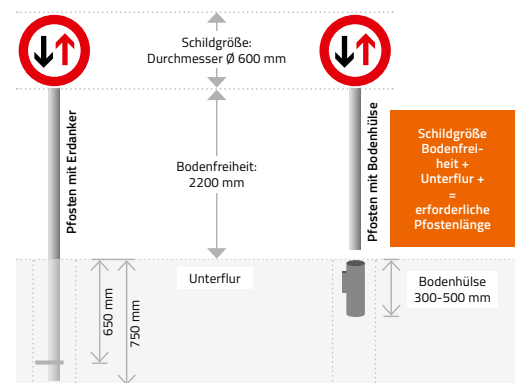 Schildgröße:
Durchmesser Ø 600 mm
Pfosten mit Erdanker
Bodenfreiheit:
2200 mm
Pfosten mit Bodenhülse
Schildgröße
Bodenfrei-
heit +
Unterflur +
=
erforderliche
Pfostenlänge
650 mm
750 mm
Unterflur
Bodenhülse
300-500 mm